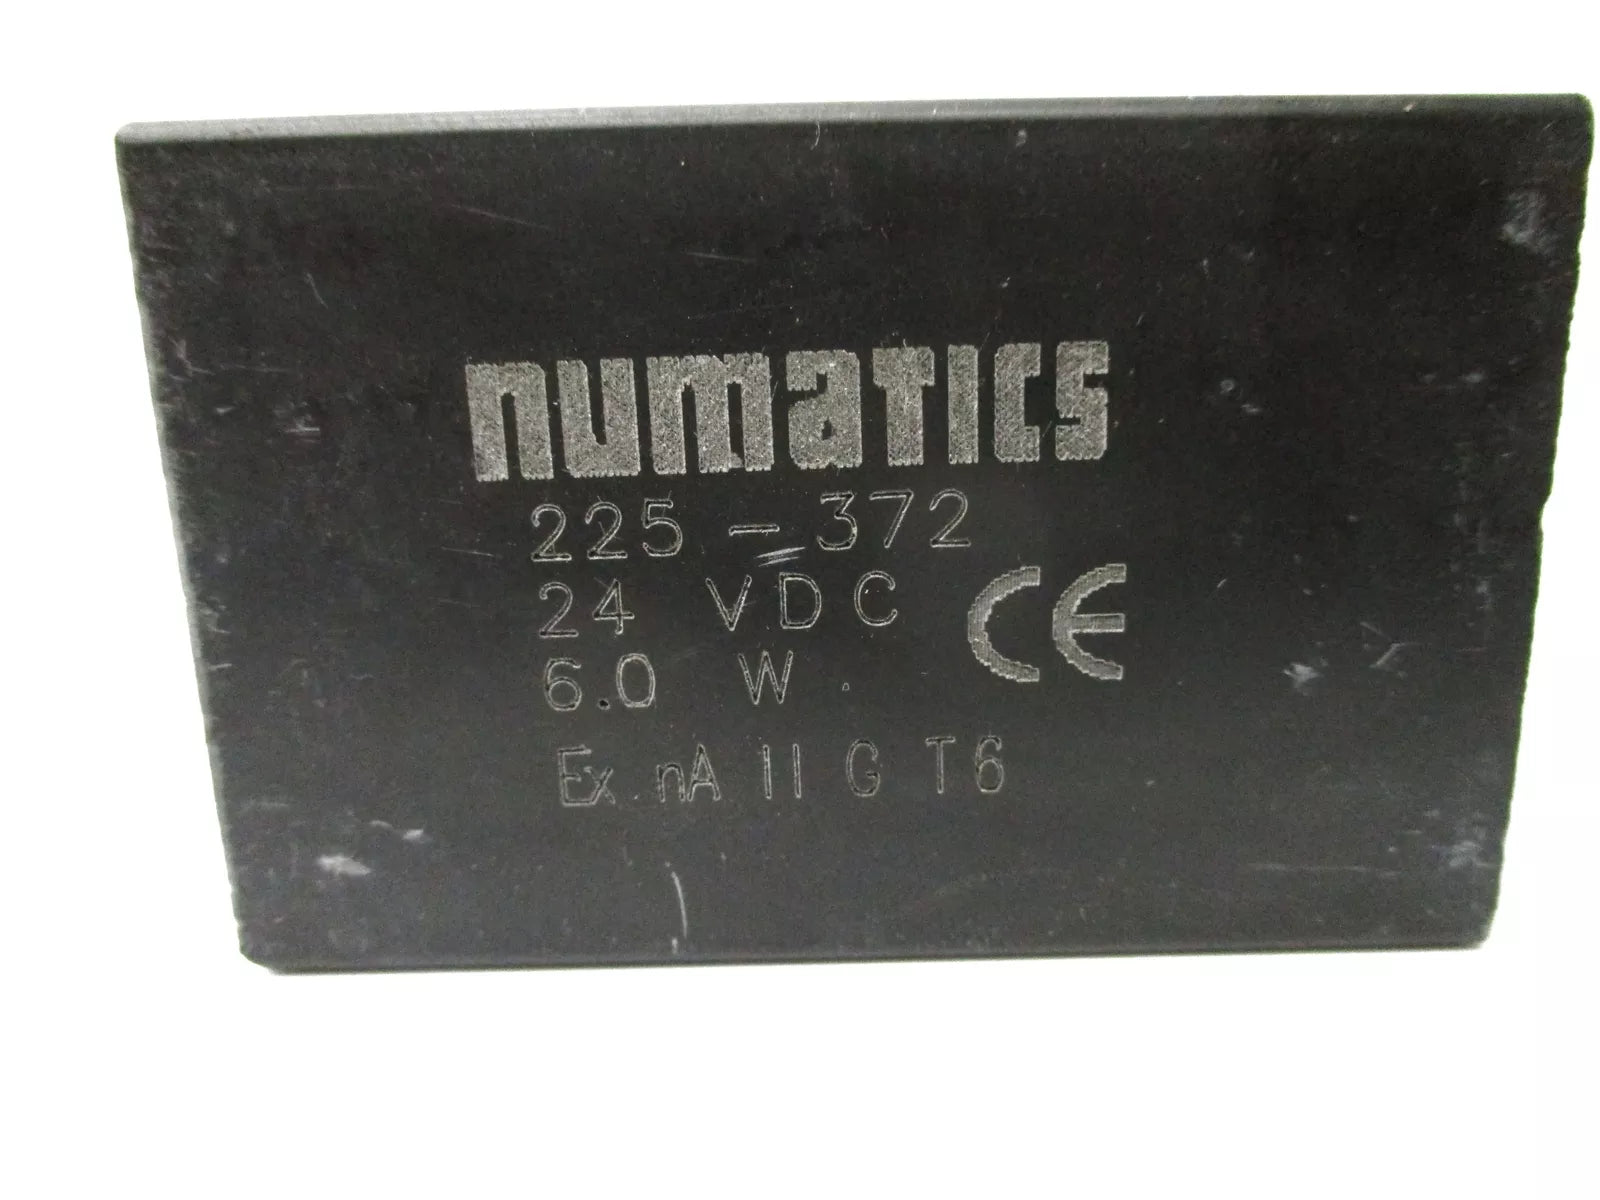 numatics
225-372
24 VDC
6.0 W
CE
Ex nA II G T6